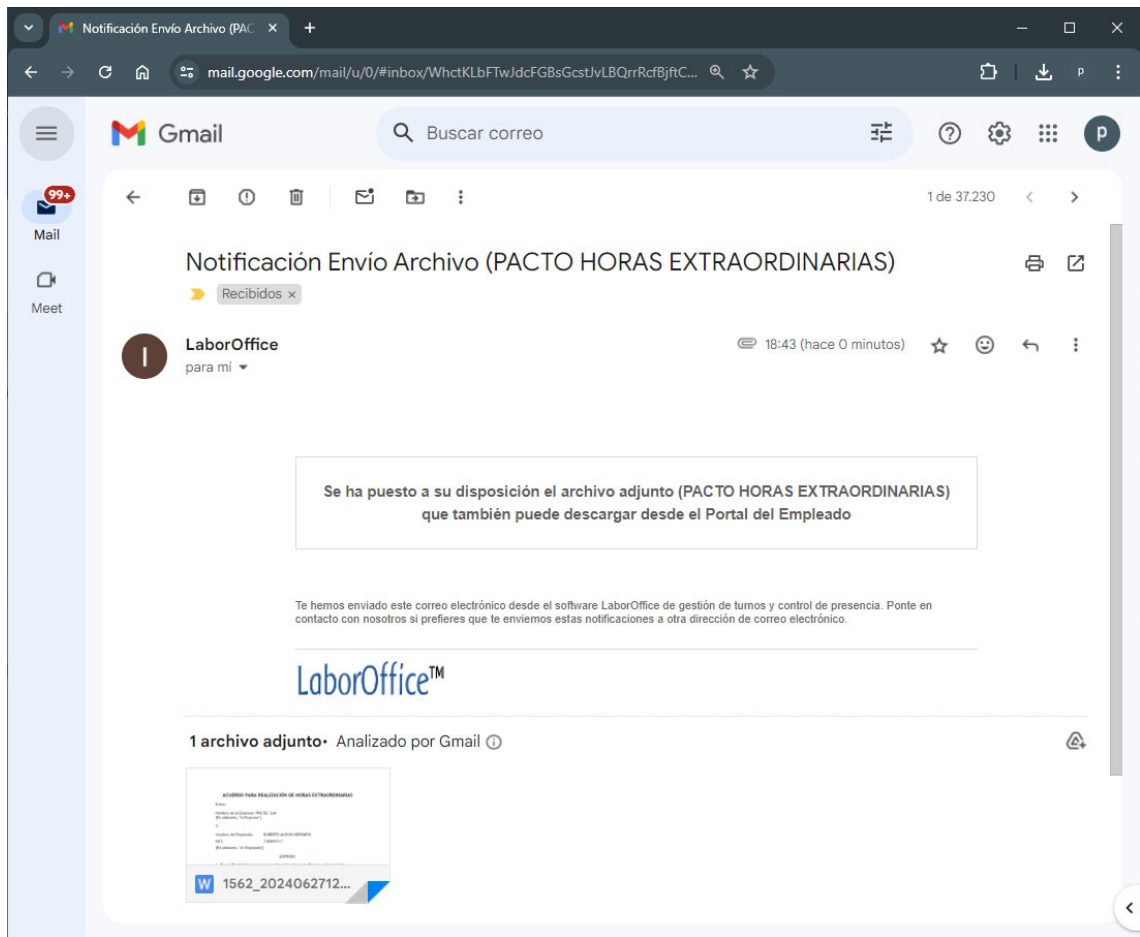 Notificación Envío Archivo (PAC
mail.google.com/mail/u/0/#inbox/WhctKLbFTwJdcFGBsGcstJvLBQrrRcfBjftC...
p
Gmail
Buscar correo
p
99+
Mail
Meet
1 de 37.230
Notificación Envío Archivo (PACTO HORAS EXTRAORDINARIAS)
Recibidos ×
I
LaborOffice
18:43 (hace 0 minutos)
para mí
Se ha puesto a su disposición el archivo adjunto (PACTO HORAS EXTRAORDINARIAS)
que también puede descargar desde el Portal del Empleado
Te hemos enviado este correo electrónico desde el software LaborOffice de gestión de turnos y control de presencia. Ponte en
contacto con nosotros si prefieres que te enviemos estas notificaciones a otra dirección de correo electrónico.
LaborOffice™
1 archivo adjunto• Analizado por Gmail
ACUERDO PARA REALIZACIÓN DE HORAS EXTRAORDINARIAS
W 1562_2024062712...